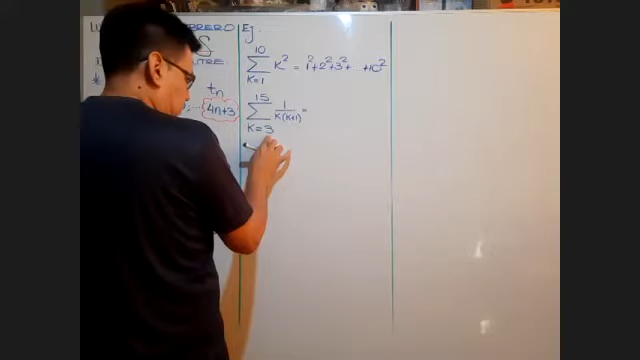 Ej
10
∑ K² = 1²+2²+3²+ +10²
K=1
tn
4n+3
15
∑ 1/K(K+1) =
K=3